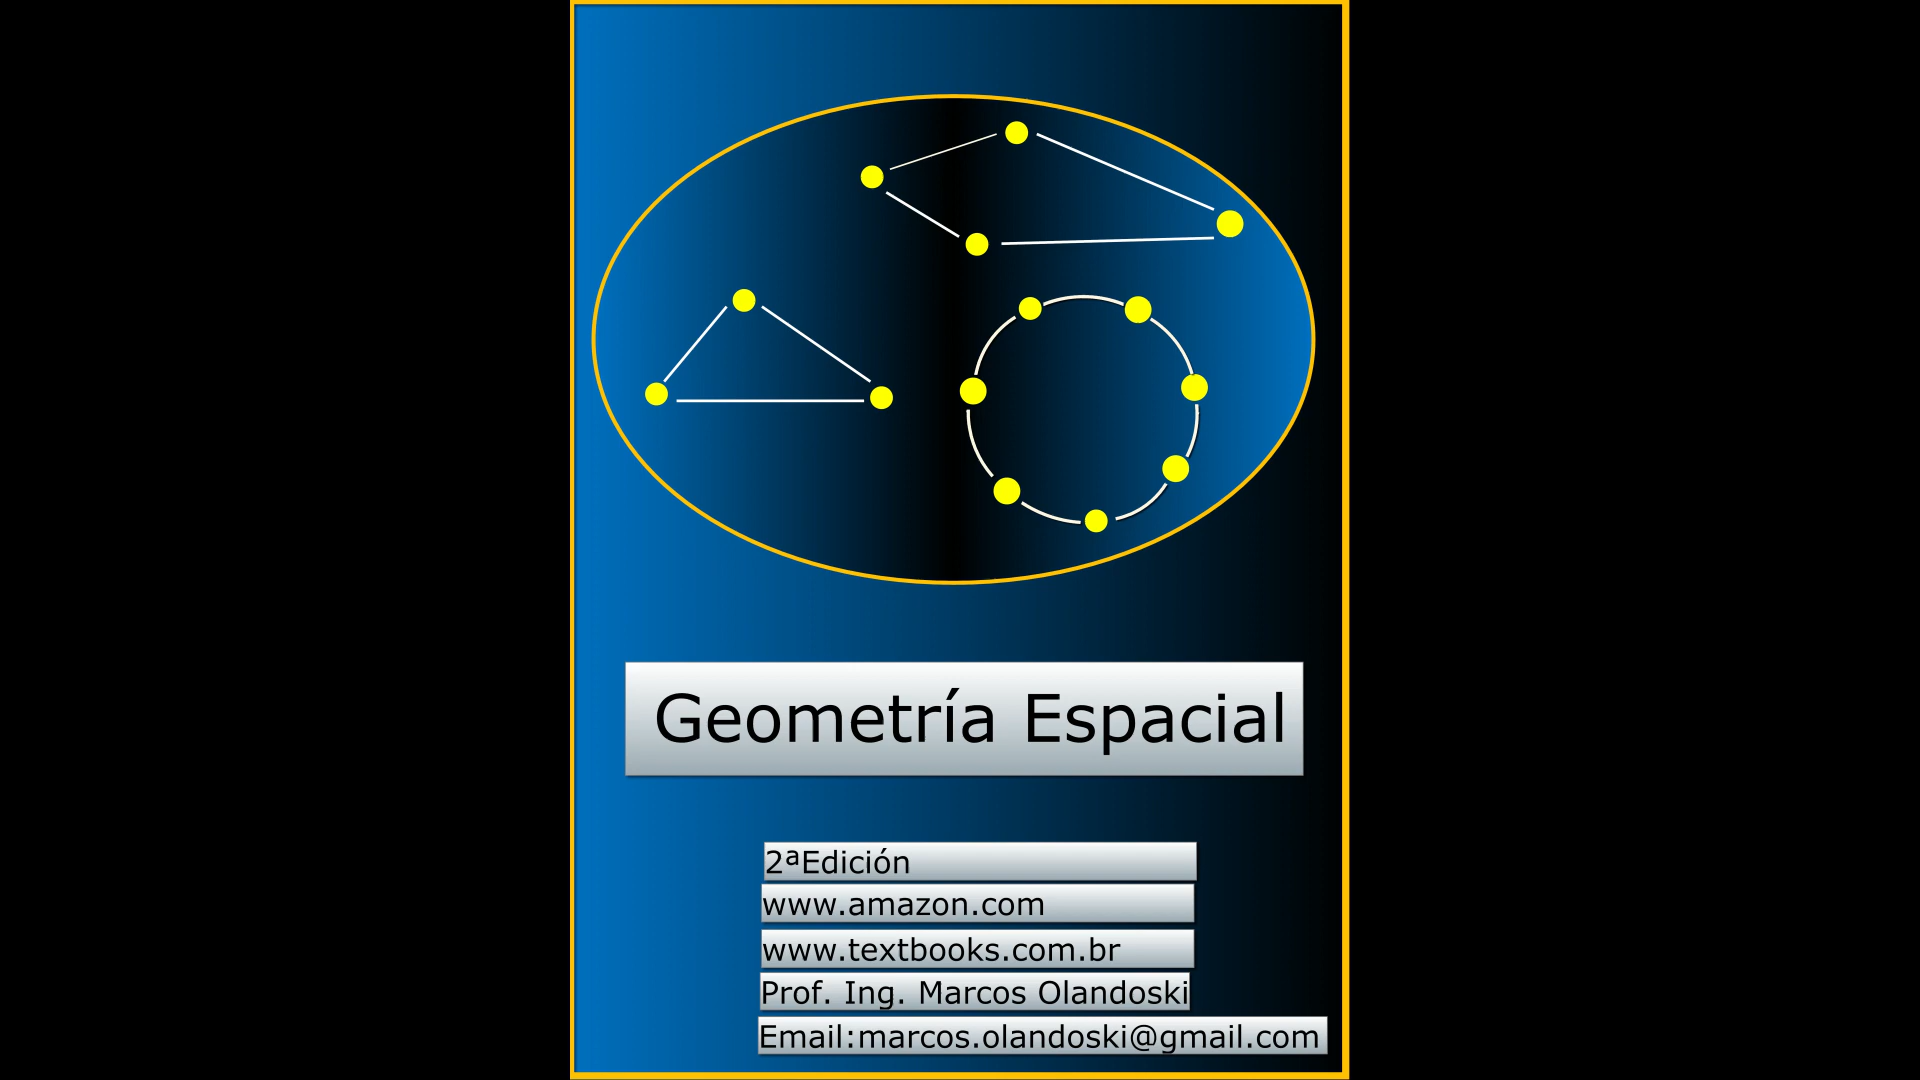 Geometría Espacial
2ªEdición
www.amazon.com
www.textbooks.com.br
Prof. Ing. Marcos Olandoski
Email:marcos.olandoski@gmail.com